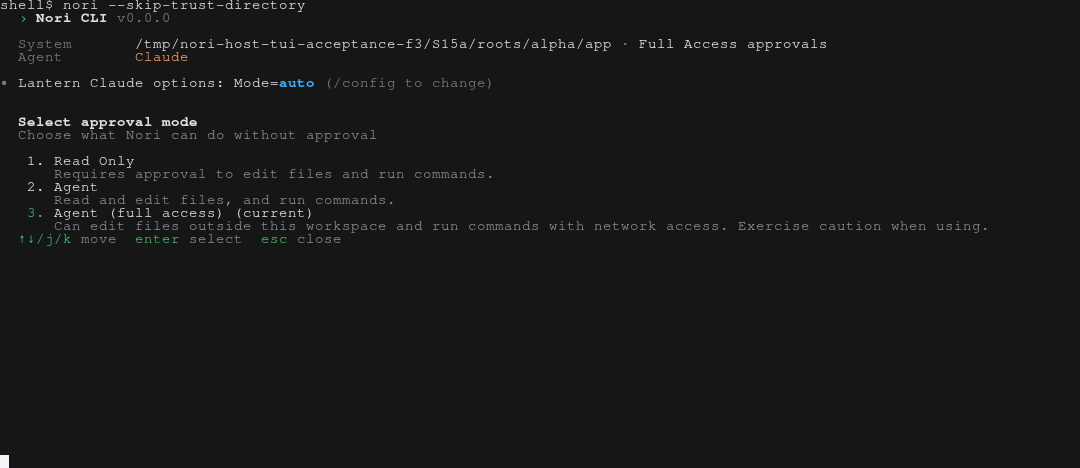 shell$ nori --skip-trust-directory
› Nori CLI v0.0.0
System /tmp/nori-host-tui-acceptance-f3/S15a/roots/alpha/app · Full Access approvals
Agent Claude
• Lantern Claude options: Mode=auto (/config to change)
Select approval mode
Choose what Nori can do without approval
1. Read Only
Requires approval to edit files and run commands.
2. Agent
Read and edit files, and run commands.
3. Agent (full access) (current)
Can edit files outside this workspace and run commands with network access. Exercise caution when using.
↑↓/j/k move  enter select  esc close